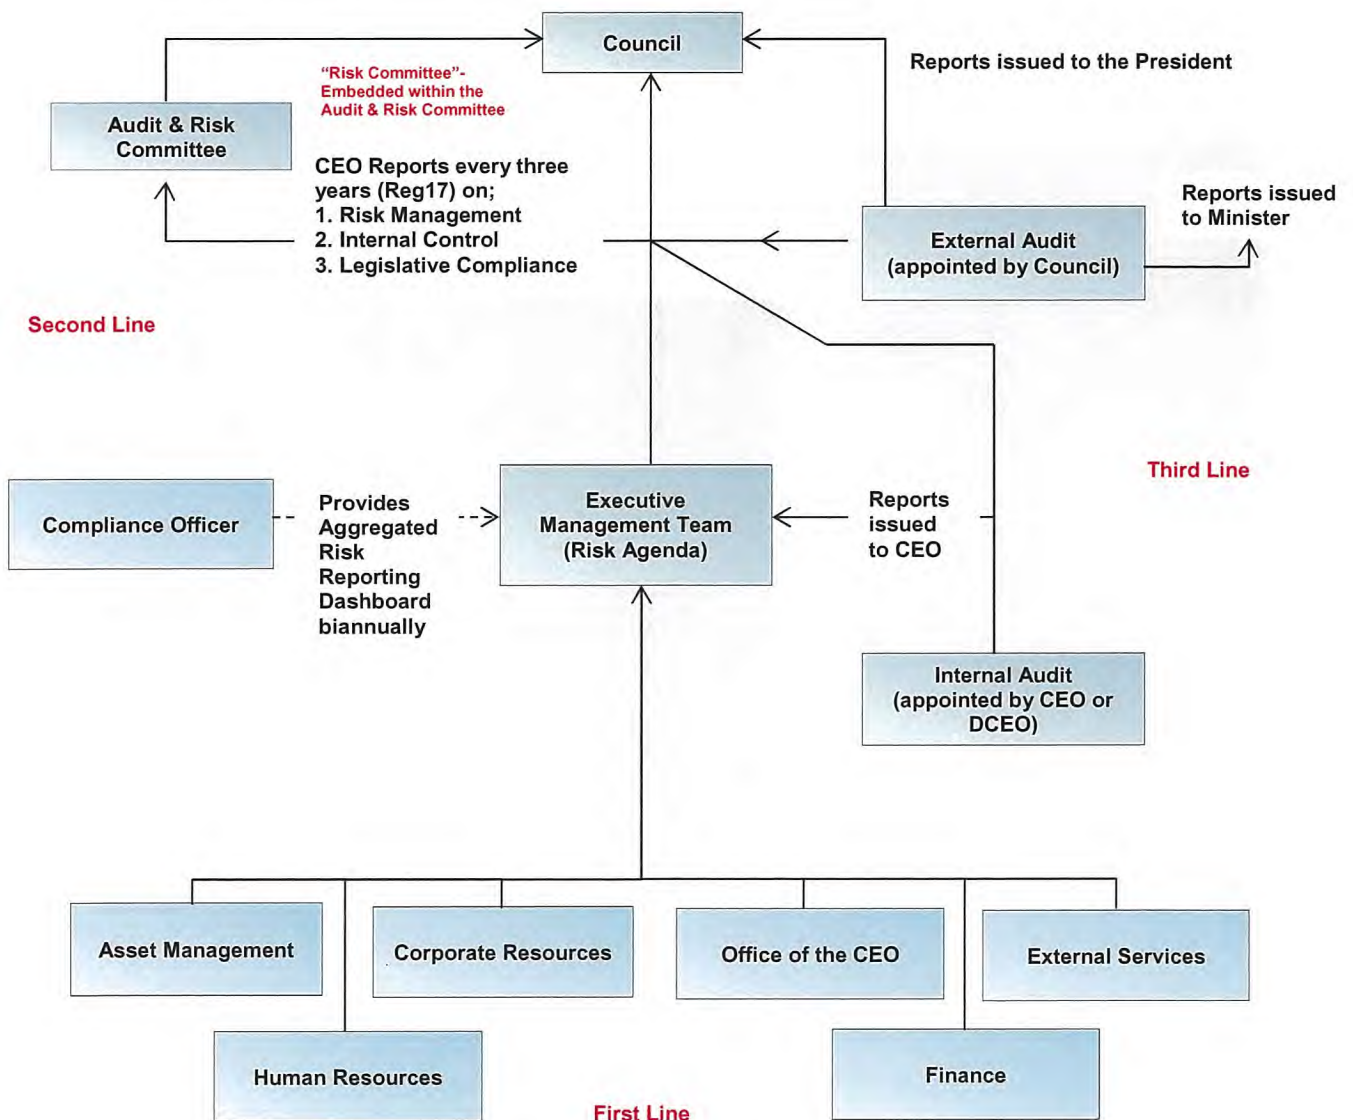 Council
Reports issued to the President
"Risk Committee"-
Embedded within the
Audit & Risk Committee
Audit & Risk
Committee
CEO Reports every three
years (Reg17) on;
1. Risk Management
2. Internal Control
3. Legislative Compliance
Reports issued
to Minister
External Audit
(appointed by Council)
Second Line
Third Line
Compliance Officer
Provides
Aggregated
Risk
Reporting
Dashboard
biannually
Executive
Management Team
(Risk Agenda)
Reports
issued
to CEO
Internal Audit
(appointed by CEO or
DCEO)
Asset Management
Corporate Resources
Office of the CEO
External Services
Human Resources
Finance
First Line